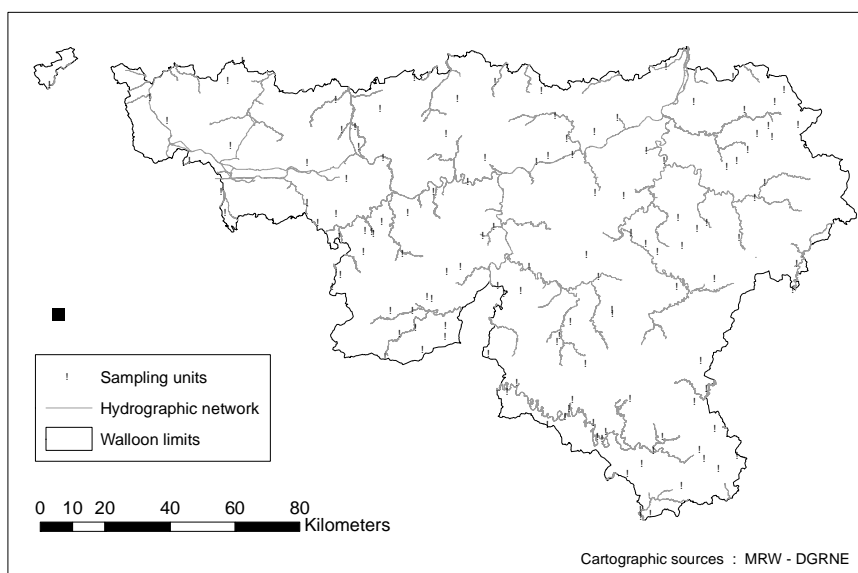 ! Sampling units
Hydrographic network
Walloon limits
0 10 20 40 60 80
Kilometers
Cartographic sources : MRW - DGRNE